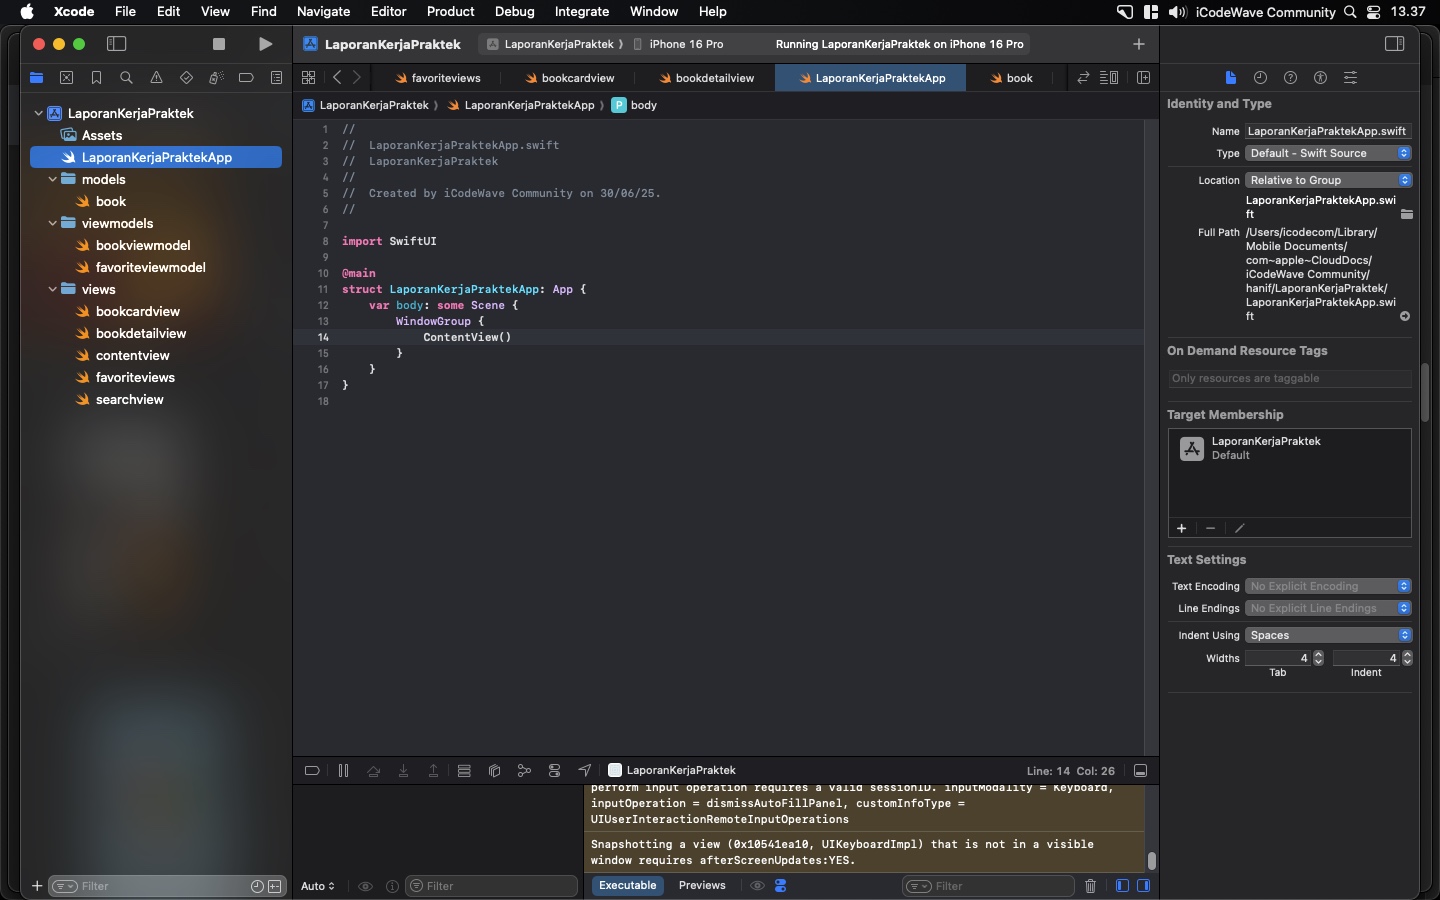 Xcode File Edit View Find Navigate Editor Product Debug Integrate Window Help iCodeWave Community 13.37
LaporanKerjaPraktek LaporanKerjaPraktek iPhone 16 Pro Running LaporanKerjaPraktek on iPhone 16 Pro
favoriteviews bookcardview bookdetailview LaporanKerjaPraktekApp book
LaporanKerjaPraktek LaporanKerjaPraktekApp P body
LaporanKerjaPraktek
Assets
LaporanKerjaPraktekApp
models
book
viewmodels
bookviewmodel
favoriteviewmodel
views
bookcardview
bookdetailview
contentview
favoriteviews
searchview
Filter
1 //
2 // LaporanKerjaPraktekApp.swift
3 // LaporanKerjaPraktek
4 //
5 // Created by iCodeWave Community on 30/06/25.
6 //
7
8 import SwiftUI
9
10 @main
11 struct LaporanKerjaPraktekApp: App {
12 var body: some Scene {
13 WindowGroup {
14 ContentView()
15 }
16 }
17 }
18
LaporanKerjaPraktek Line: 14 Col: 26
perform input operation requires a valid sessionID. inputModality = Keyboard,
inputOperation = dismissAutoFillPanel, customInfoType =
UIUserInteractionRemoteInputOperations
Snapshotting a view (0x10541ea10, UIKeyboardImpl) that is not in a visible
window requires afterScreenUpdates:YES.
Auto Filter Executable Previews Filter
Identity and Type
Name LaporanKerjaPraktekApp.swift
Type Default - Swift Source
Location Relative to Group
LaporanKerjaPraktekApp.swi
ft
Full Path /Users/icodecom/Library/
Mobile Documents/
com~apple~CloudDocs/
iCodeWave Community/
hanif/LaporanKerjaPraktek/
LaporanKerjaPraktekApp.swi
ft
On Demand Resource Tags
Only resources are taggable
Target Membership
LaporanKerjaPraktek
Default
Text Settings
Text Encoding No Explicit Encoding
Line Endings No Explicit Line Endings
Indent Using Spaces
Widths 4 4
Tab Indent